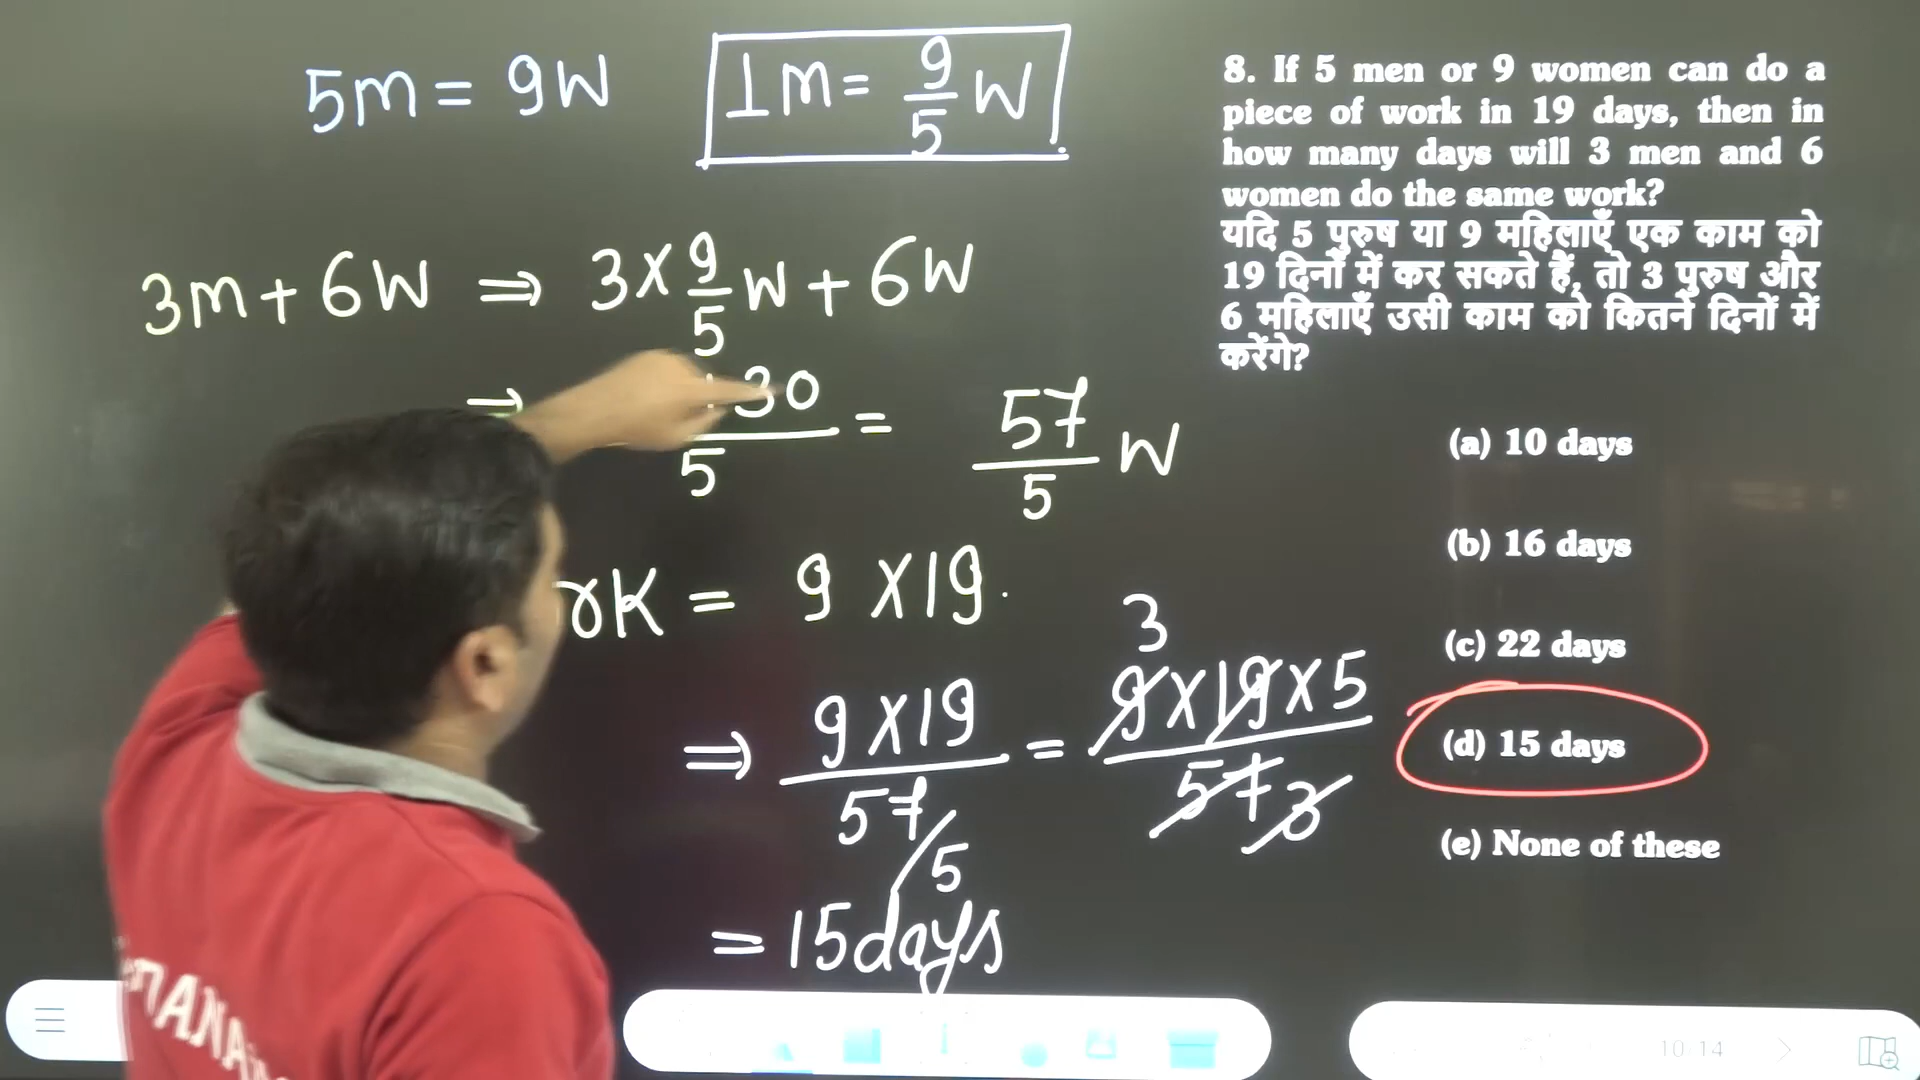 5m = 9W
1m = 9/5 W
3m + 6W ⇒ 3 × 9/5 W + 6W
⇒ 30/5 = 57/5 W
rK = 9 × 19
⇒ 9 × 19 / 57/5 = 9 × 19 × 5 / 57 3
3
= 15 days
8. If 5 men or 9 women can do a
piece of work in 19 days, then in
how many days will 3 men and 6
women do the same work?
यदि 5 पुरुष या 9 महिलाएँ एक काम को
19 दिनों में कर सकते हैं, तो 3 पुरुष और
6 महिलाएँ उसी काम को कितने दिनों में
करेंगे?
(a) 10 days
(b) 16 days
(c) 22 days
(d) 15 days
(e) None of these
10:14